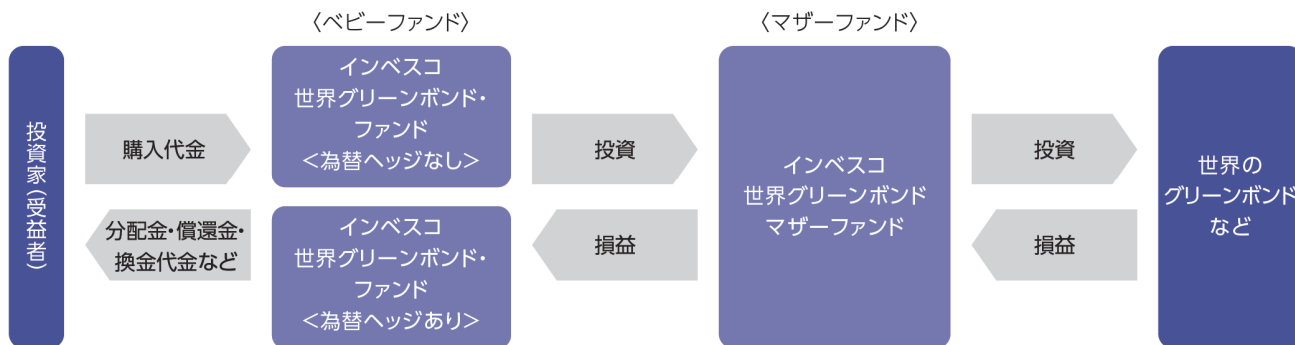 〈ベビーファンド〉
〈マザーファンド〉
投資家(受益者)
購入代金
分配金・償還金・
換金代金など
インベスコ
世界グリーンボンド・
ファンド
<為替ヘッジなし>
インベスコ
世界グリーンボンド・
ファンド
<為替ヘッジあり>
投資
損益
インベスコ
世界グリーンボンド
マザーファンド
投資
損益
世界の
グリーンボンド
など